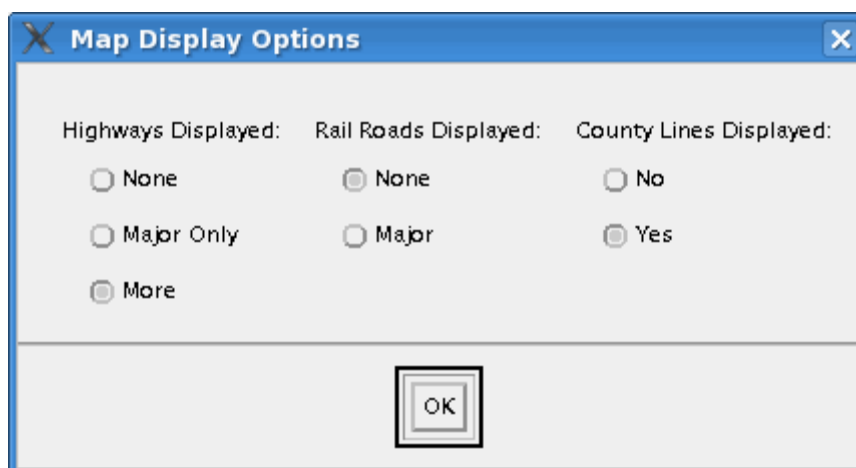 Map Display Options
Highways Displayed:
None
Major Only
More
Rail Roads Displayed:
None
Major
County Lines Displayed:
No
Yes
OK